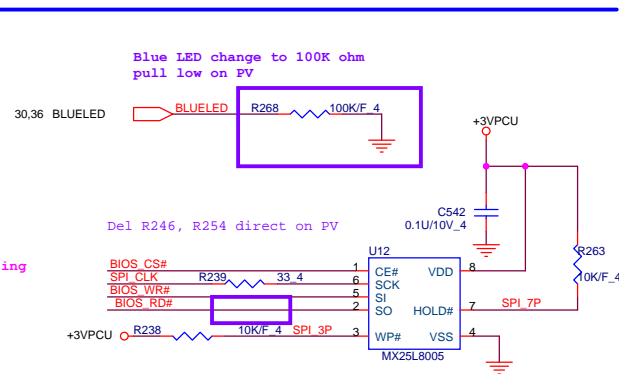 Blue LED change to 100K ohm
pull low on PV
30,36 BLUELED
BLUELED
R268
100K/F_4
+3VPCU
C542
0.1U/10V_4
Del R246, R254 direct on PV
ing
U12
R263
10K/F_4
BIOS_CS#
1
CE#
VDD
8
SPI_CLK
R239
33_4
6
SCK
BIOS_WR#
5
SI
BIOS_RD#
2
SO
HOLD#
7
SPI_7P
+3VPCU
R238
10K/F_4
SPI_3P
3
WP#
VSS
4
MX25L8005